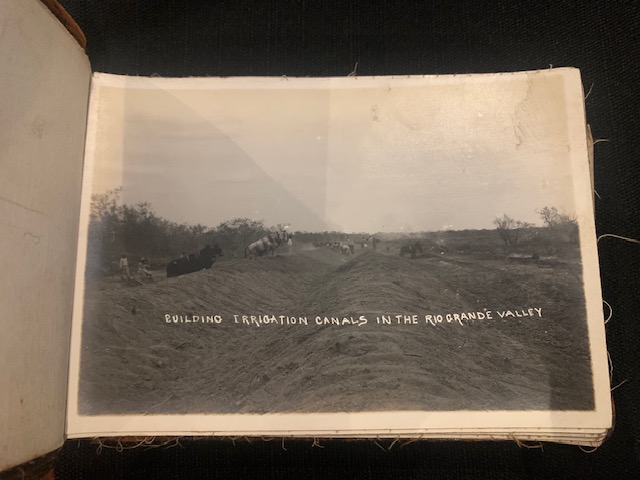 BUILDING IRRIGATION CANALS IN THE RIO GRANDE VALLEY